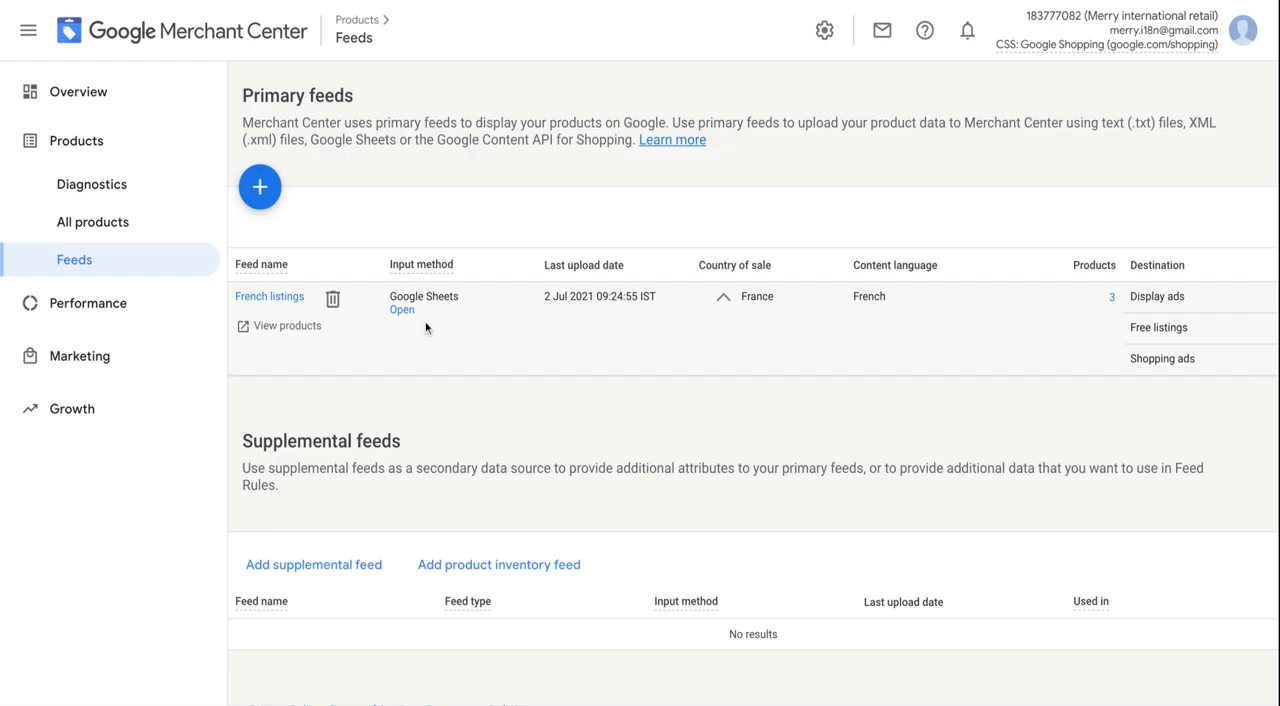 Google Merchant Center
Products >
Feeds
183777082 (Merry international retail)
merry.i18n@gmail.com
CSS: Google Shopping (google.com/shopping)
Overview
Products
Diagnostics
All products
Feeds
Performance
Marketing
Growth
Primary feeds
Merchant Center uses primary feeds to display your products on Google. Use primary feeds to upload your product data to Merchant Center using text (.txt) files, XML
(.xml) files, Google Sheets or the Google Content API for Shopping. Learn more
Feed name Input method Last upload date Country of sale Content language Products Destination
French listings Google Sheets 2 Jul 2021 09:24:55 IST France French 3 Display ads
Open
View products Free listings
Shopping ads
Supplemental feeds
Use supplemental feeds as a secondary data source to provide additional attributes to your primary feeds, or to provide additional data that you want to use in Feed
Rules.
Add supplemental feed Add product inventory feed
Feed name Feed type Input method Last upload date Used in
No results